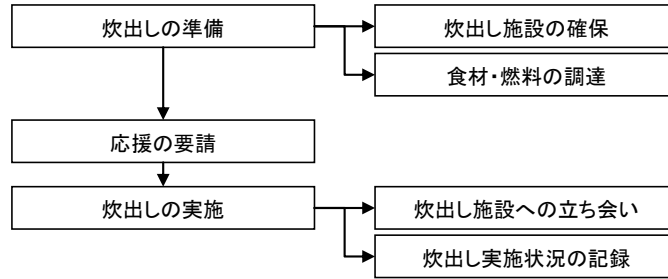 炊出しの準備
炊出し施設の確保
食材・燃料の調達
応援の要請
炊出しの実施
炊出し施設への立ち会い
炊出し実施状況の記録